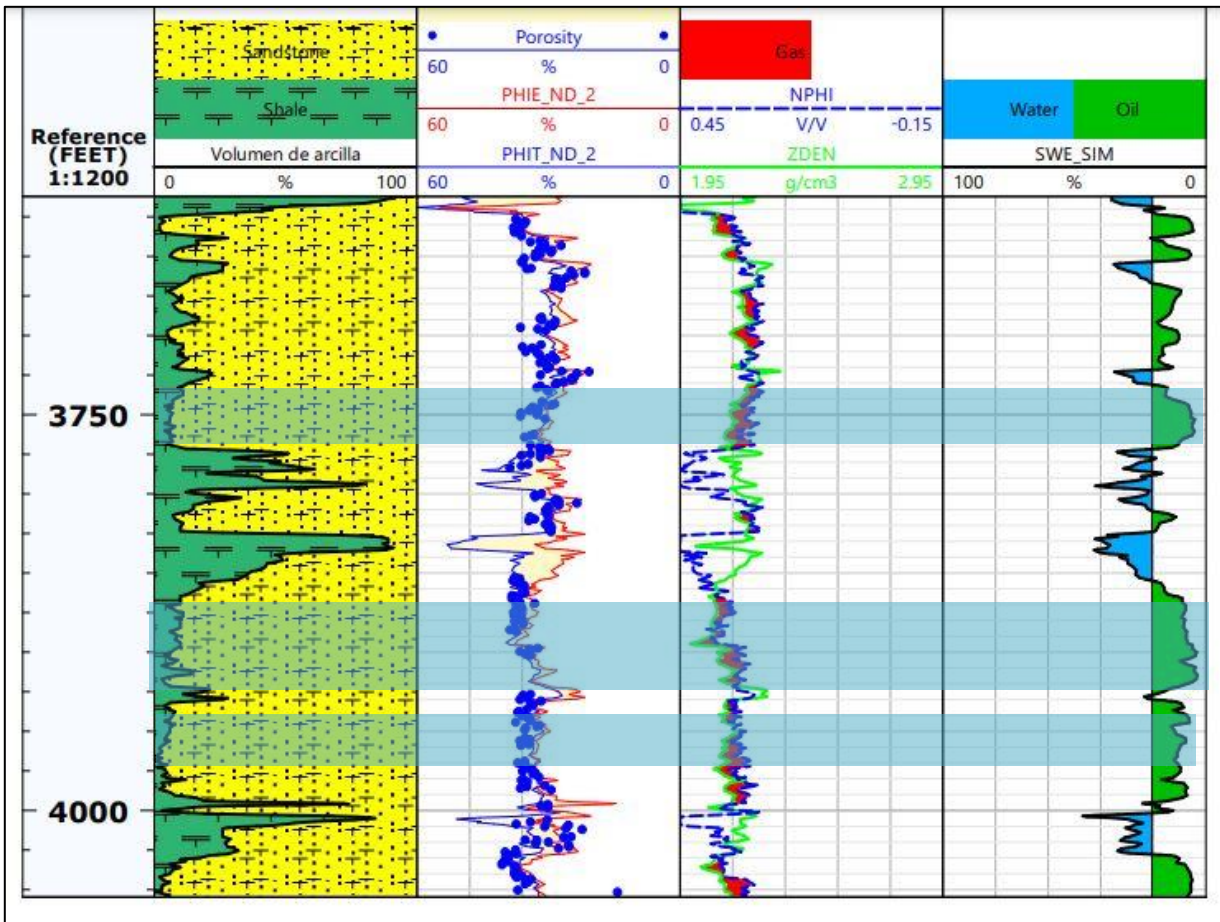 Reference
(FEET)
1:1200
Sandstone
Shale
Volumen de arcilla
0 % 100
Porosity
60 % 0
PHIE_ND_2
60 % 0
PHIT_ND_2
60 % 0
Gas
NPHI
0.45 V/V -0.15
ZDEN
1.95 g/cm3 2.95
Water Oil
SWE_SIM
100 % 0
3750
4000